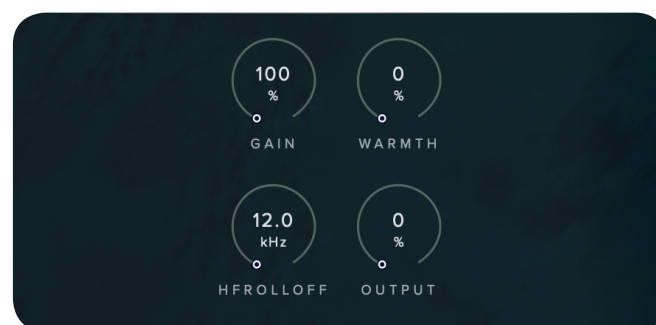 100 0
% %
GAIN WARMTH
12.0 0
kHz %
HFROLLOFF OUTPUT